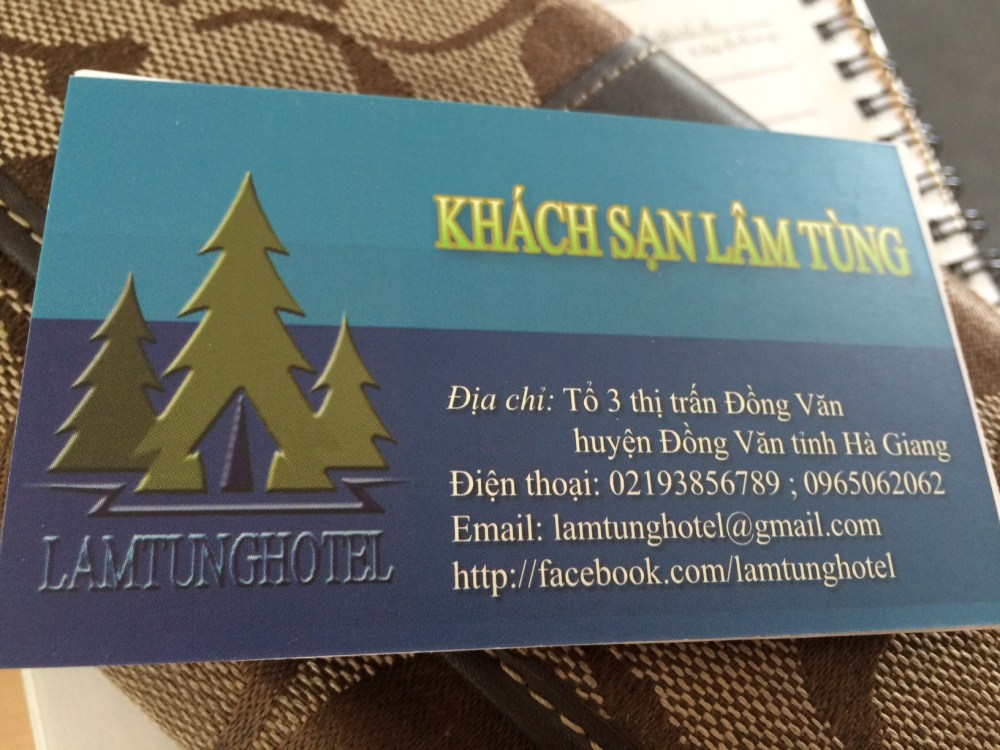 KHÁCH SẠN LÂM TÙNG
Địa chỉ: Tổ 3 thị trấn Đồng Văn
huyện Đồng Văn tỉnh Hà Giang
Điện thoại: 02193856789 ; 0965062062
Email: lamtunghotel@gmail.com
http://facebook.com/lamtunghotel
LAMTUNGHOTEL